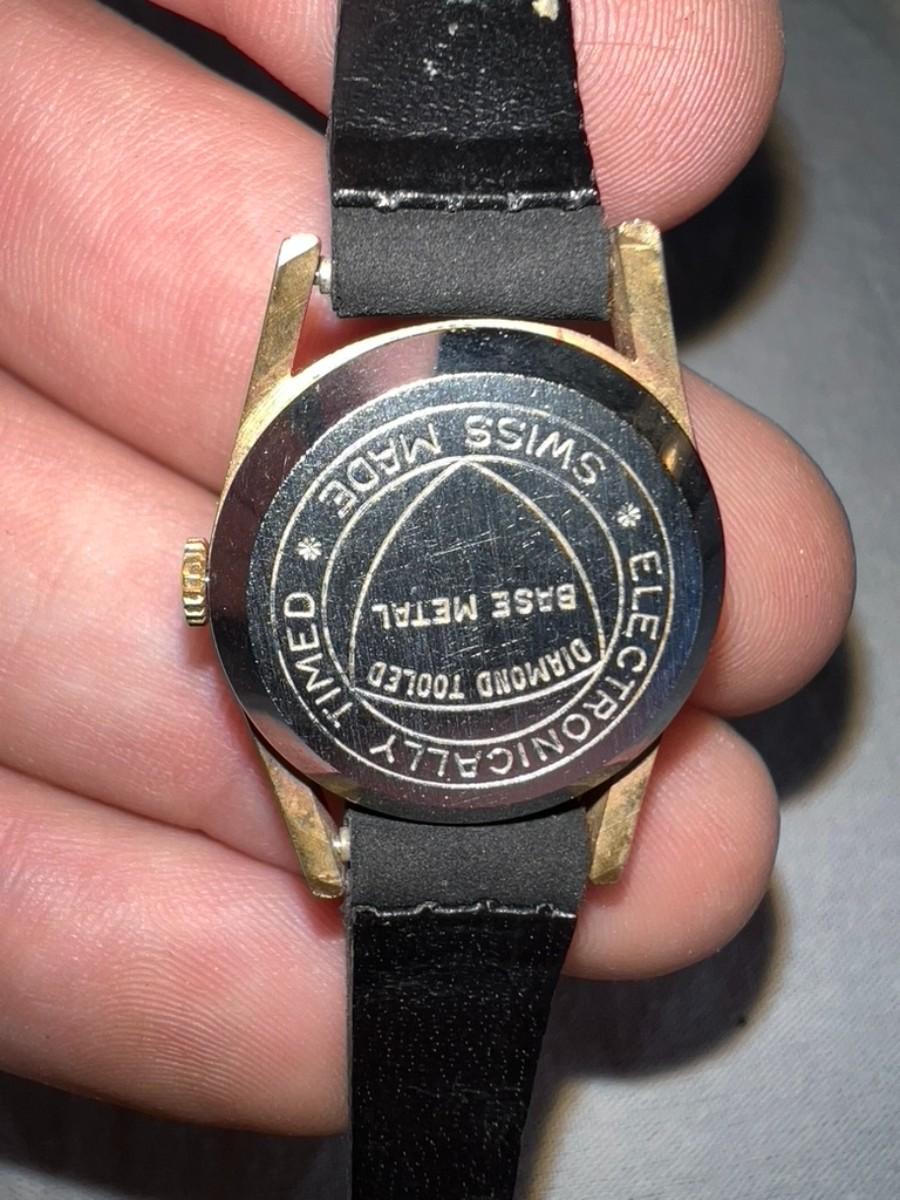 SWISS MADE
* ELECTRONICALLY TIMED *
BASE METAL
DIAMOND TOOLED